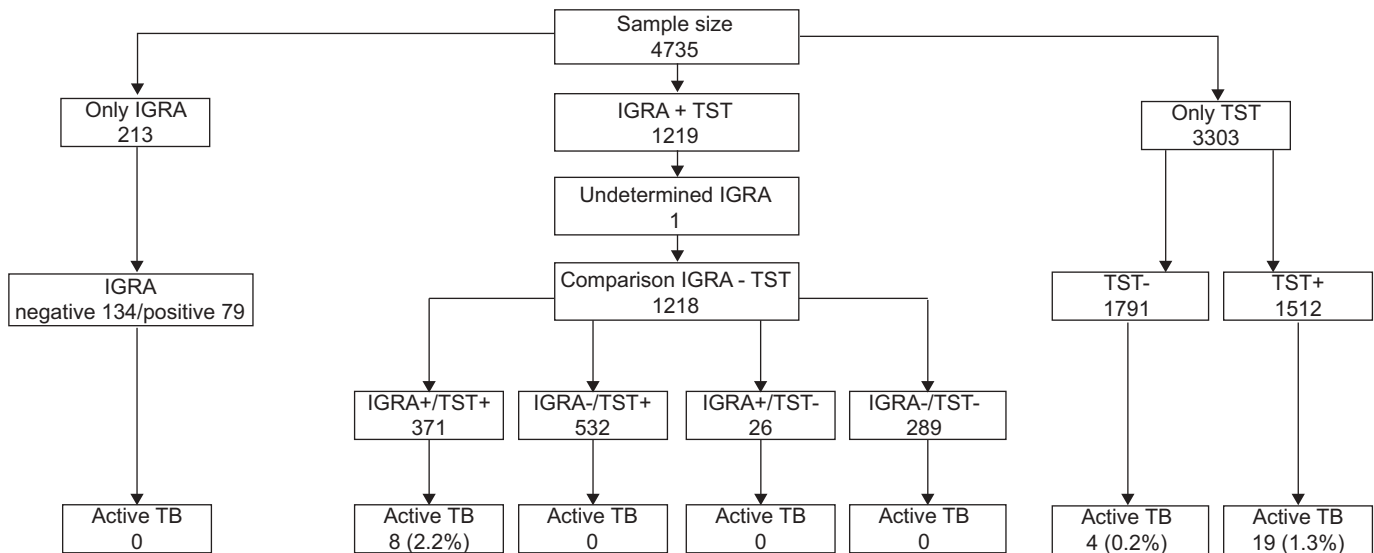 Sample size
4735
Only IGRA
213
IGRA + TST
1219
Only TST
3303
Undetermined IGRA
1
IGRA
negative 134/positive 79
Comparison IGRA - TST
1218
TST-
1791
TST+
1512
IGRA+/TST+
371
IGRA-/TST+
532
IGRA+/TST-
26
IGRA-/TST-
289
Active TB
0
Active TB
8 (2.2%)
Active TB
0
Active TB
0
Active TB
0
Active TB
4 (0.2%)
Active TB
19 (1.3%)